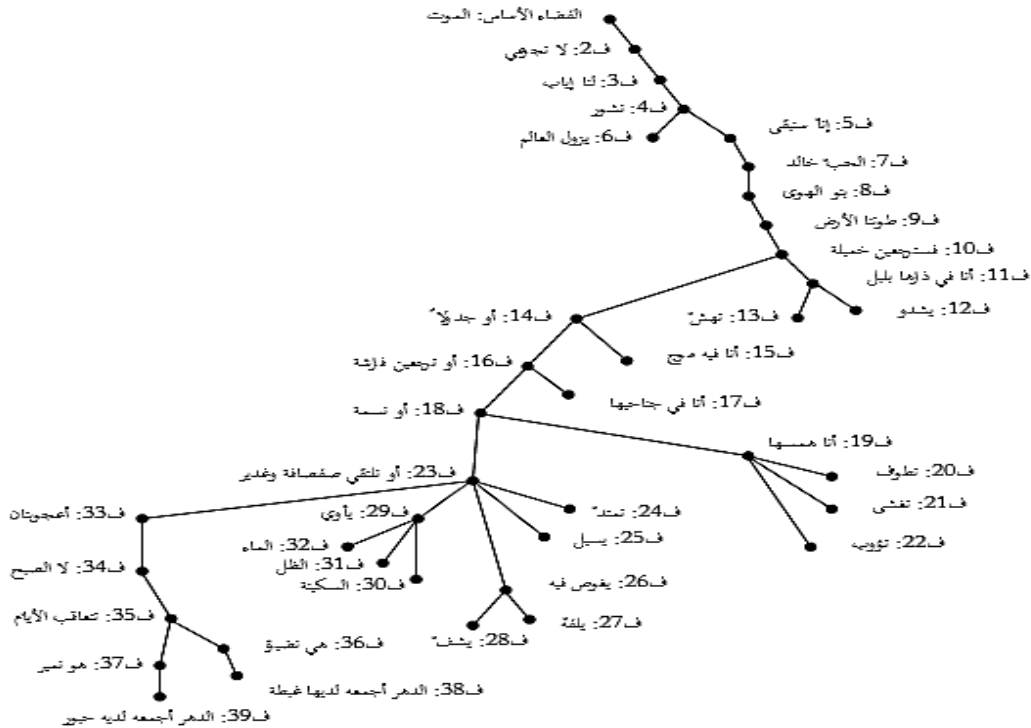 الفضاء الأساس: الموت
ف2: لا تجزعي
ف3: لنا إياب
ف4: نشور
ف5: إنّا سنبقى
ف6: يزول العالم
ف7: الحبّ خالد
ف8: بنو الهوى
ف9: طوتنا الأرض
ف10: فسترجعين خميلة
ف11: أنا في ذراها بلبل
ف12: يشدو
ف13: تهشّ
ف14: أو جدولاً
ف15: أنا فيه موج
ف16: أو ترجعين فراشة
ف17: أنا في جناحيها
ف18: أو نسمة
ف19: أنا همسها
ف20: تطوف
ف21: تغشى
ف22: تؤوب
ف23: أو تلتقي صفصافة وغدير
ف24: تمتدّ
ف25: يسيل
ف26: يغوص فيه
ف27: يلفه
ف28: يشفّ
ف29: يأوي
ف30: السكينة
ف31: الظل
ف32: الماء
ف33: أعجوبتان
ف34: لا الصبح
ف35: تتعاقب الأيام
ف36: هي تضيق
ف37: هو نمير
ف38: الدهر أجمعه لديها غبطة
ف39: الدهر أجمعه لديه حبور